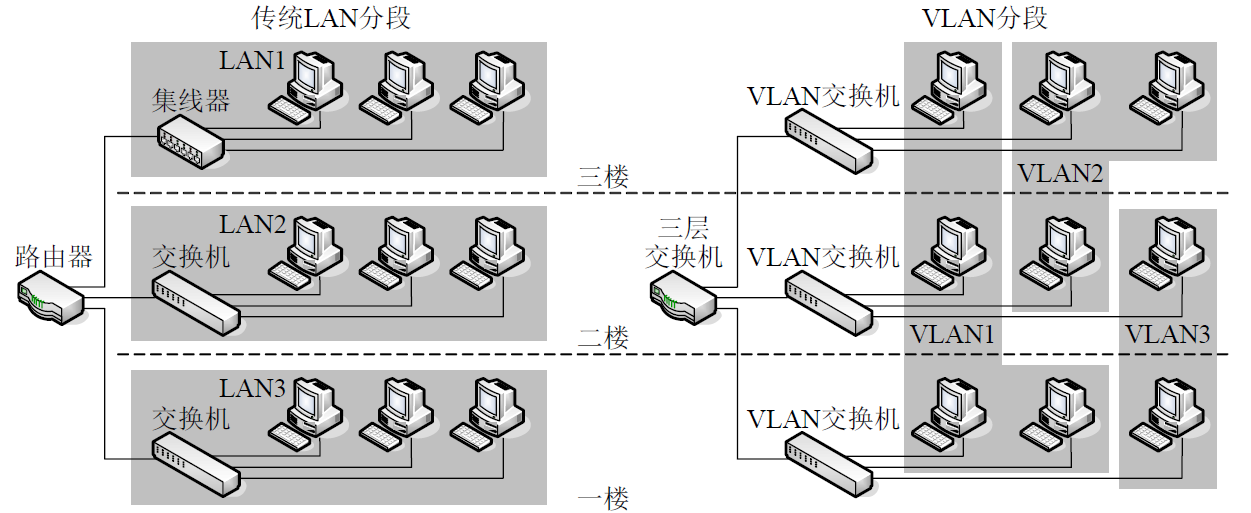 传统LAN分段
LAN1
集线器
三楼
LAN2
路由器
交换机
二楼
LAN3
交换机
一楼
VLAN分段
VLAN交换机
VLAN2
三层
交换机
VLAN交换机
VLAN1
VLAN3
VLAN交换机